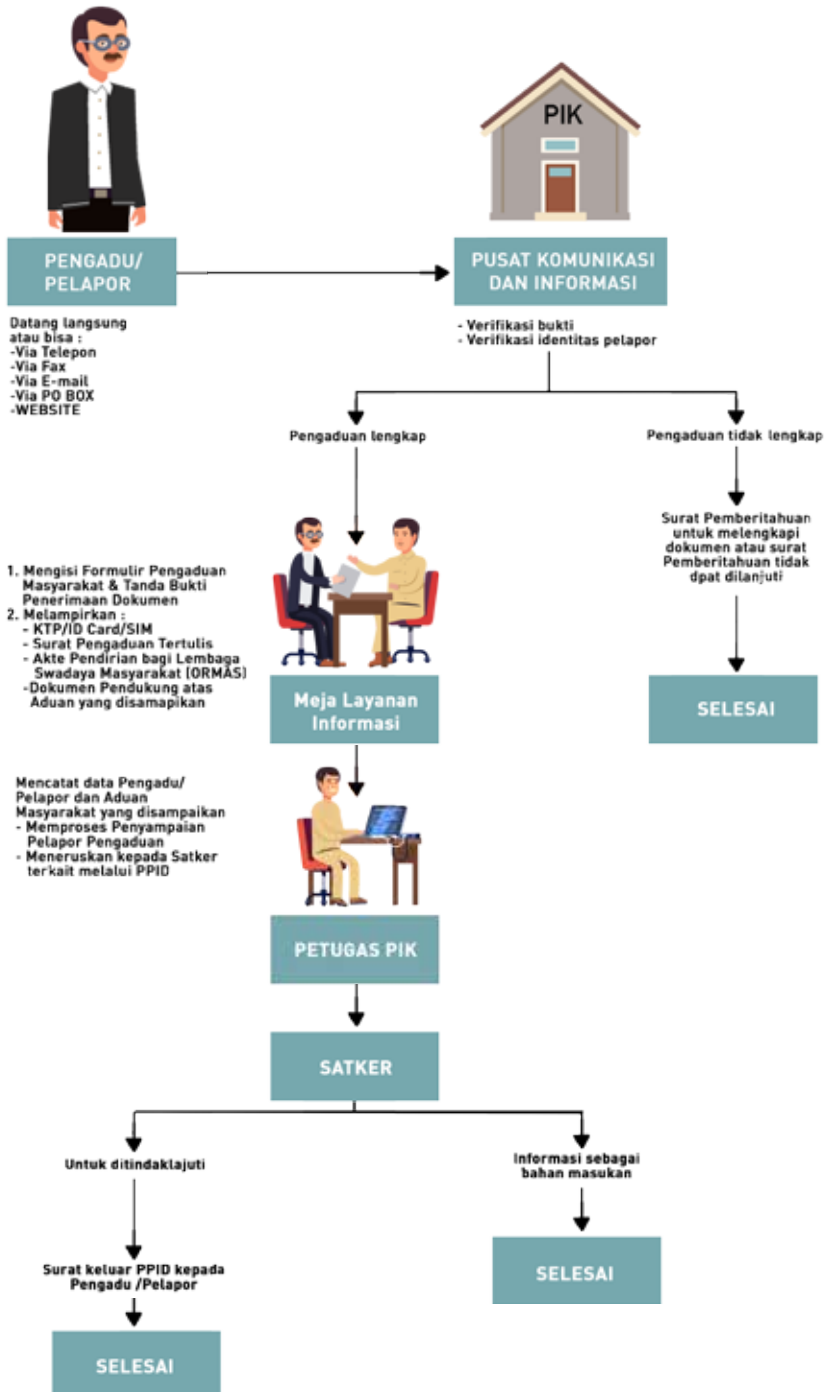 PIK
PENGADU/
PELAPOR
PUSAT KOMUNIKASI
DAN INFORMASI
Datang langsung
atau bisa :
-Via Telepon
-Via Fax
-Via E-mail
-Via PO BOX
-WEBSITE
- Verifikasi bukti
- Verifikasi identitas pelapor
Pengaduan lengkap
Pengaduan tidak lengkap
Surat Pemberitahuan
untuk melengkapi
dokumen atau surat
Pemberitahuan tidak
dpat dilanjuti
1. Mengisi Formulir Pengaduan
Masyarakat & Tanda Bukti
Penerimaan Dokumen
2. Melampirkan :
- KTP/ID Card/SIM
- Surat Pengaduan Tertulis
- Akte Pendirian bagi Lembaga
Swadaya Masyarakat (ORMAS)
-Dokumen Pendukung atas
Aduan yang disamapikan
Meja Layanan
Informasi
SELESAI
Mencatat data Pengadu/
Pelapor dan Aduan
Masyarakat yang disampaikan
- Memproses Penyampaian
Pelapor Pengaduan
- Meneruskan kepada Satker
terkait melalui PPID
PETUGAS PIK
SATKER
Untuk ditindaklajuti
Informasi sebagai
bahan masukan
Surat keluar PPID kepada
Pengadu /Pelapor
SELESAI
SELESAI